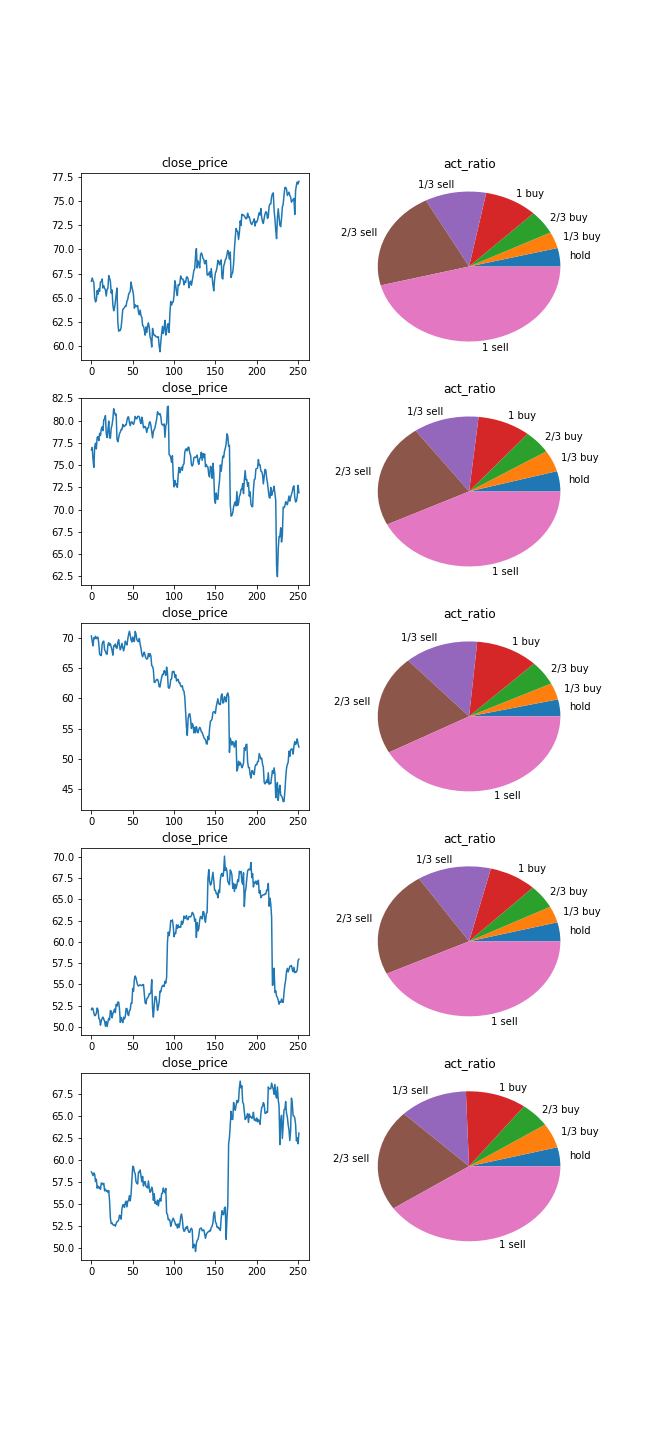 close_price
77.5
75.0
72.5
70.0
67.5
65.0
62.5
60.0
0 50 100 150 200 250
act_ratio
1/3 sell
1 buy
2/3 buy
2/3 sell
1/3 buy
hold
1 sell
close_price
82.5
80.0
77.5
75.0
72.5
70.0
67.5
65.0
62.5
0 50 100 150 200 250
act_ratio
1/3 sell
1 buy
2/3 buy
1/3 buy
2/3 sell
hold
1 sell
close_price
70
65
60
55
50
45
0 50 100 150 200 250
act_ratio
1/3 sell
1 buy
2/3 buy
1/3 buy
2/3 sell
hold
1 sell
close_price
70.0
67.5
65.0
62.5
60.0
57.5
55.0
52.5
50.0
0 50 100 150 200 250
act_ratio
1/3 sell
1 buy
2/3 buy
1/3 buy
2/3 sell
hold
1 sell
close_price
67.5
65.0
62.5
60.0
57.5
55.0
52.5
50.0
0 50 100 150 200 250
act_ratio
1 buy
1/3 sell
2/3 buy
1/3 buy
hold
2/3 sell
1 sell